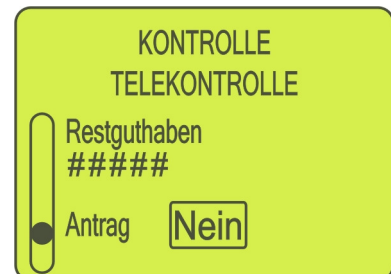 KONTROLLE
TELEKONTROLLE
Restguthaben
#####
Antrag Nein